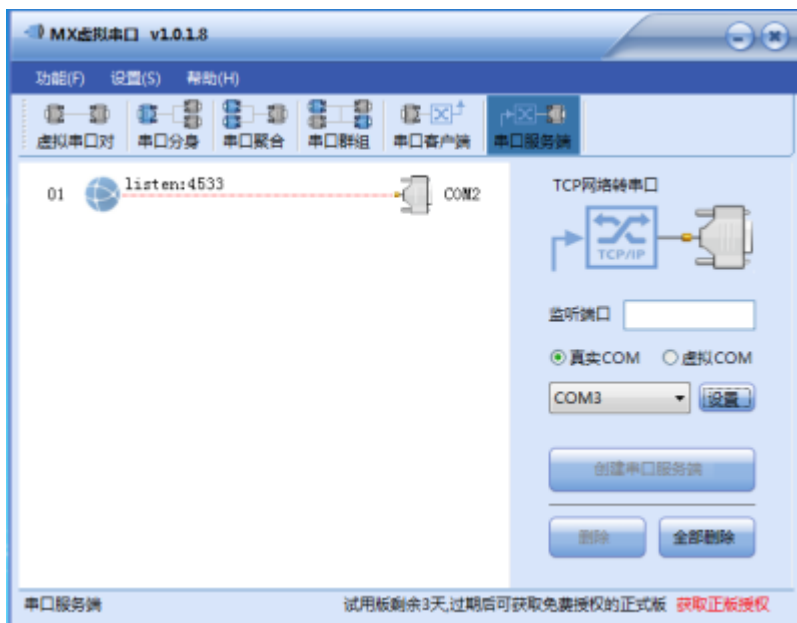 MX虚拟串口 v1.0.1.8
功能(F) 设置(S) 帮助(H)
虚拟串口对 串口分身 串口聚合 串口群组 串口客户端 串口服务端
01 listen:4533 COM2
TCP网络转串口
TCP/IP
监听端口
真实COM 虚拟COM
COM3 设置
创建串口服务端
删除 全部删除
串口服务端 试用版剩余3天,过期后可获取免费授权的正式版 获取正版授权